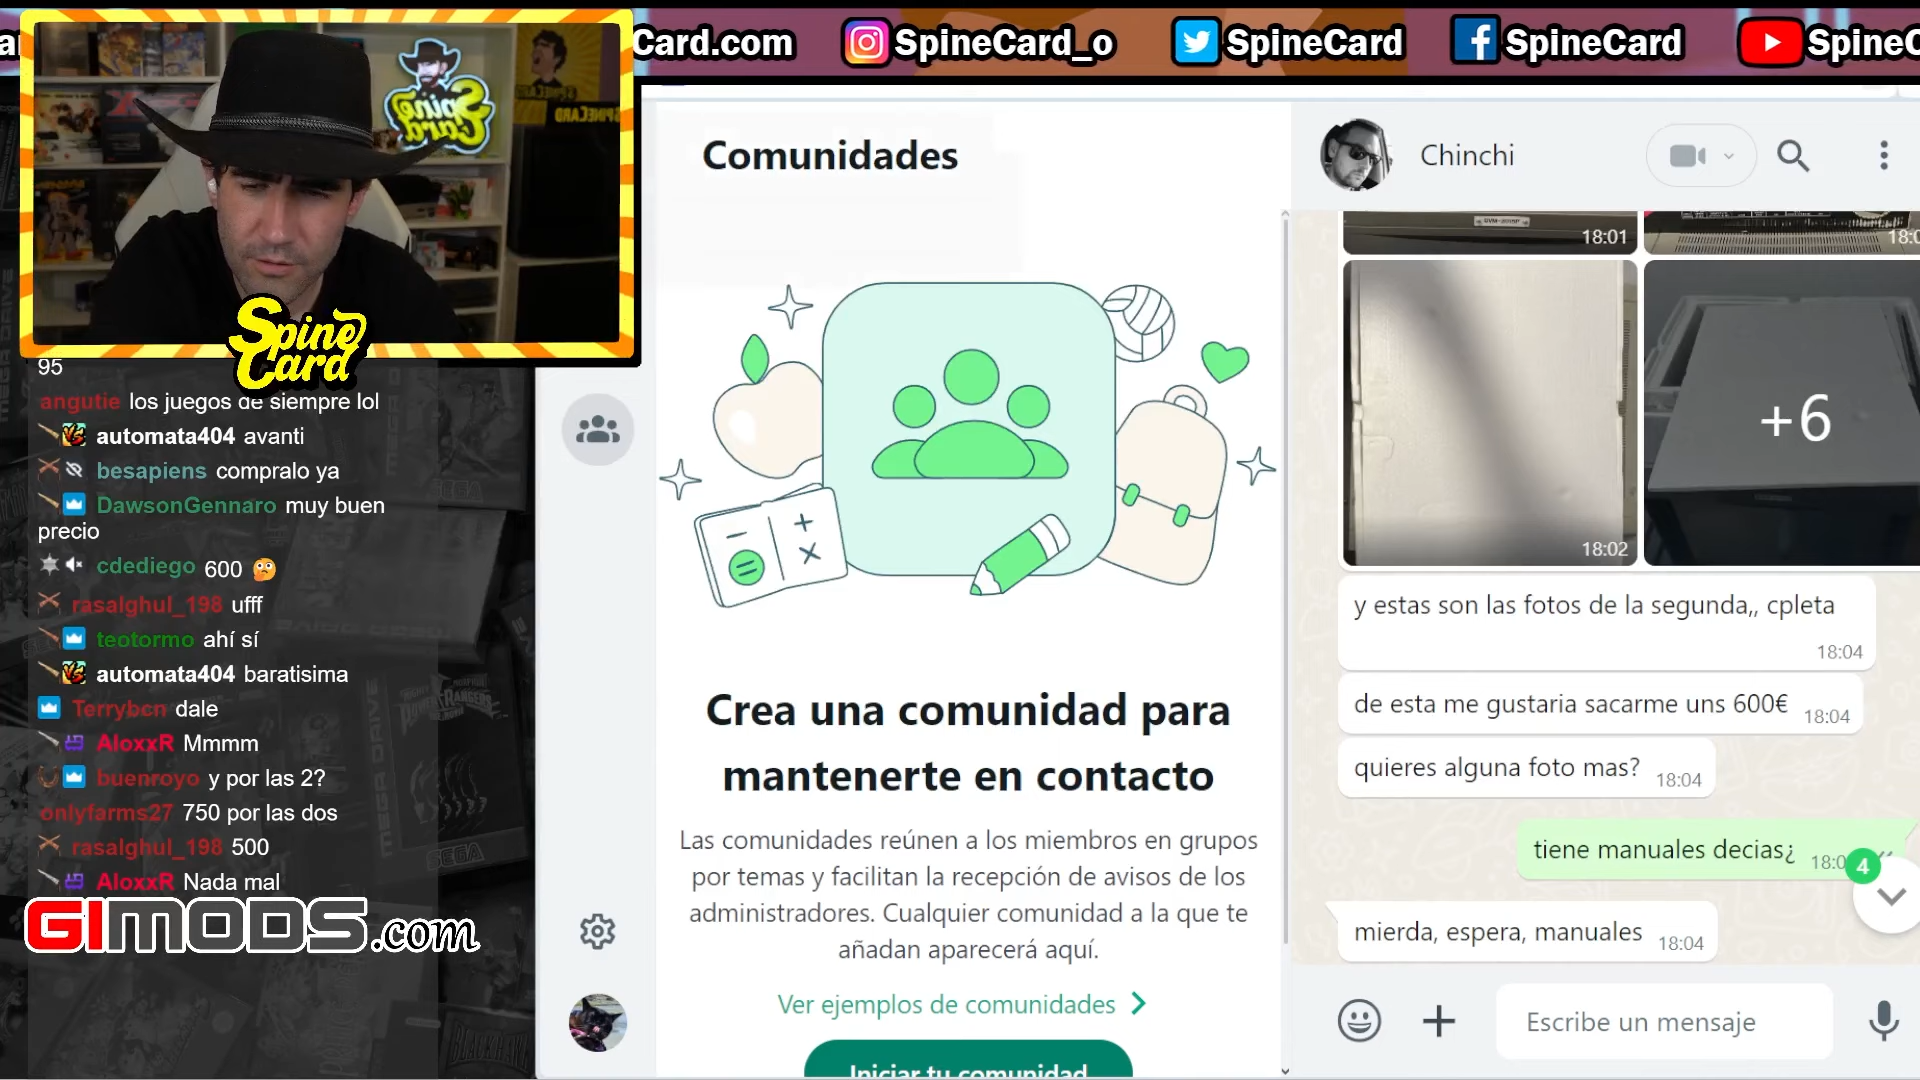 Card.com
SpineCard_o
SpineCard
SpineCard
Spine
Spine
Card
95
angutie los juegos de siempre lol
automata404 avanti
besapiens compralo ya
DawsonGennaro muy buen
precio
cdediego 600 🤔
rasalghul_198 ufff
teotormo ahí sí
automata404 baratisima
Terrybcn dale
AloxxR Mmmm
buenroyo y por las 2?
onlyfarms27 750 por las dos
rasalghul_198 500
AloxxR Nada mal
GIMODS.com
Comunidades
Crea una comunidad para
mantenerte en contacto
Las comunidades reúnen a los miembros en grupos
por temas y facilitan la recepción de avisos de los
administradores. Cualquier comunidad a la que te
añadan aparecerá aquí.
Ver ejemplos de comunidades
Iniciar tu comunidad
Chinchi
18:01
18:02
+6
y estas son las fotos de la segunda,, cpleta
18:04
de esta me gustaria sacarme uns 600€ 18:04
quieres alguna foto mas? 18:04
tiene manuales decias¿
4
mierda, espera, manuales 18:04
Escribe un mensaje